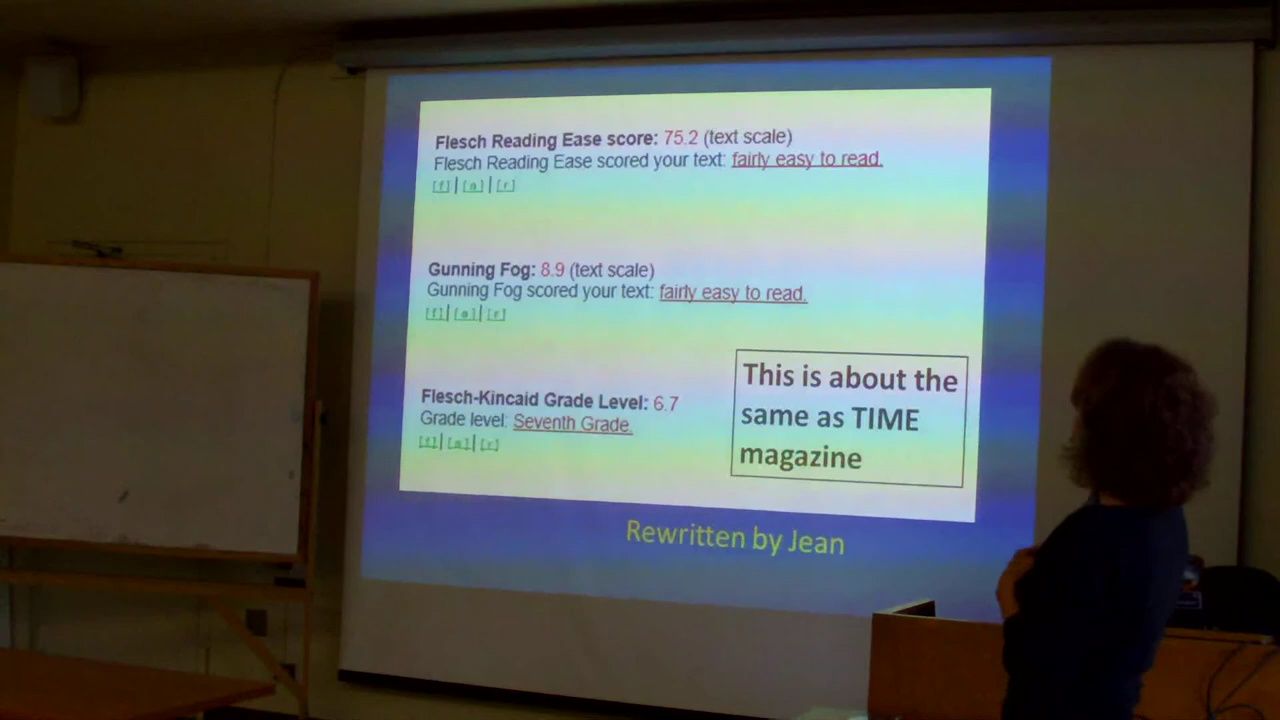 Flesch Reading Ease score: 75.2 (text scale)
Flesch Reading Ease scored your text: fairly easy to read.
[f] | [a] | [r]
Gunning Fog: 8.9 (text scale)
Gunning Fog scored your text: fairly easy to read.
[f] | [a] | [r]
Flesch-Kincaid Grade Level: 6.7
Grade level: Seventh Grade.
[f] | [a] | [r]
This is about the
same as TIME
magazine
Rewritten by Jean